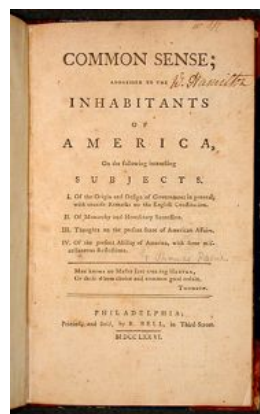 COMMON SENSE;
ADDRESSED TO THE
W. Hamilton
INHABITANTS
OF
AMERICA,
On the following interesting
SUBJECTS.
I. Of the Origin and Design of Government in general,
with concise Remarks on the English Constitution.
II. Of Monarchy and Hereditary Succession.
III. Thoughts on the present State of American Affairs.
IV. Of the present Ability of America, with some mis-
cellaneous Reflections.
Thomas Paine
Man knows no Master save creating HEAVEN,
Or those whom choice and common good ordain.
THOMSON.
PHILADELPHIA;
Printed, and Sold, by R. BELL, in Third-Street.
MDCCLXXVI.